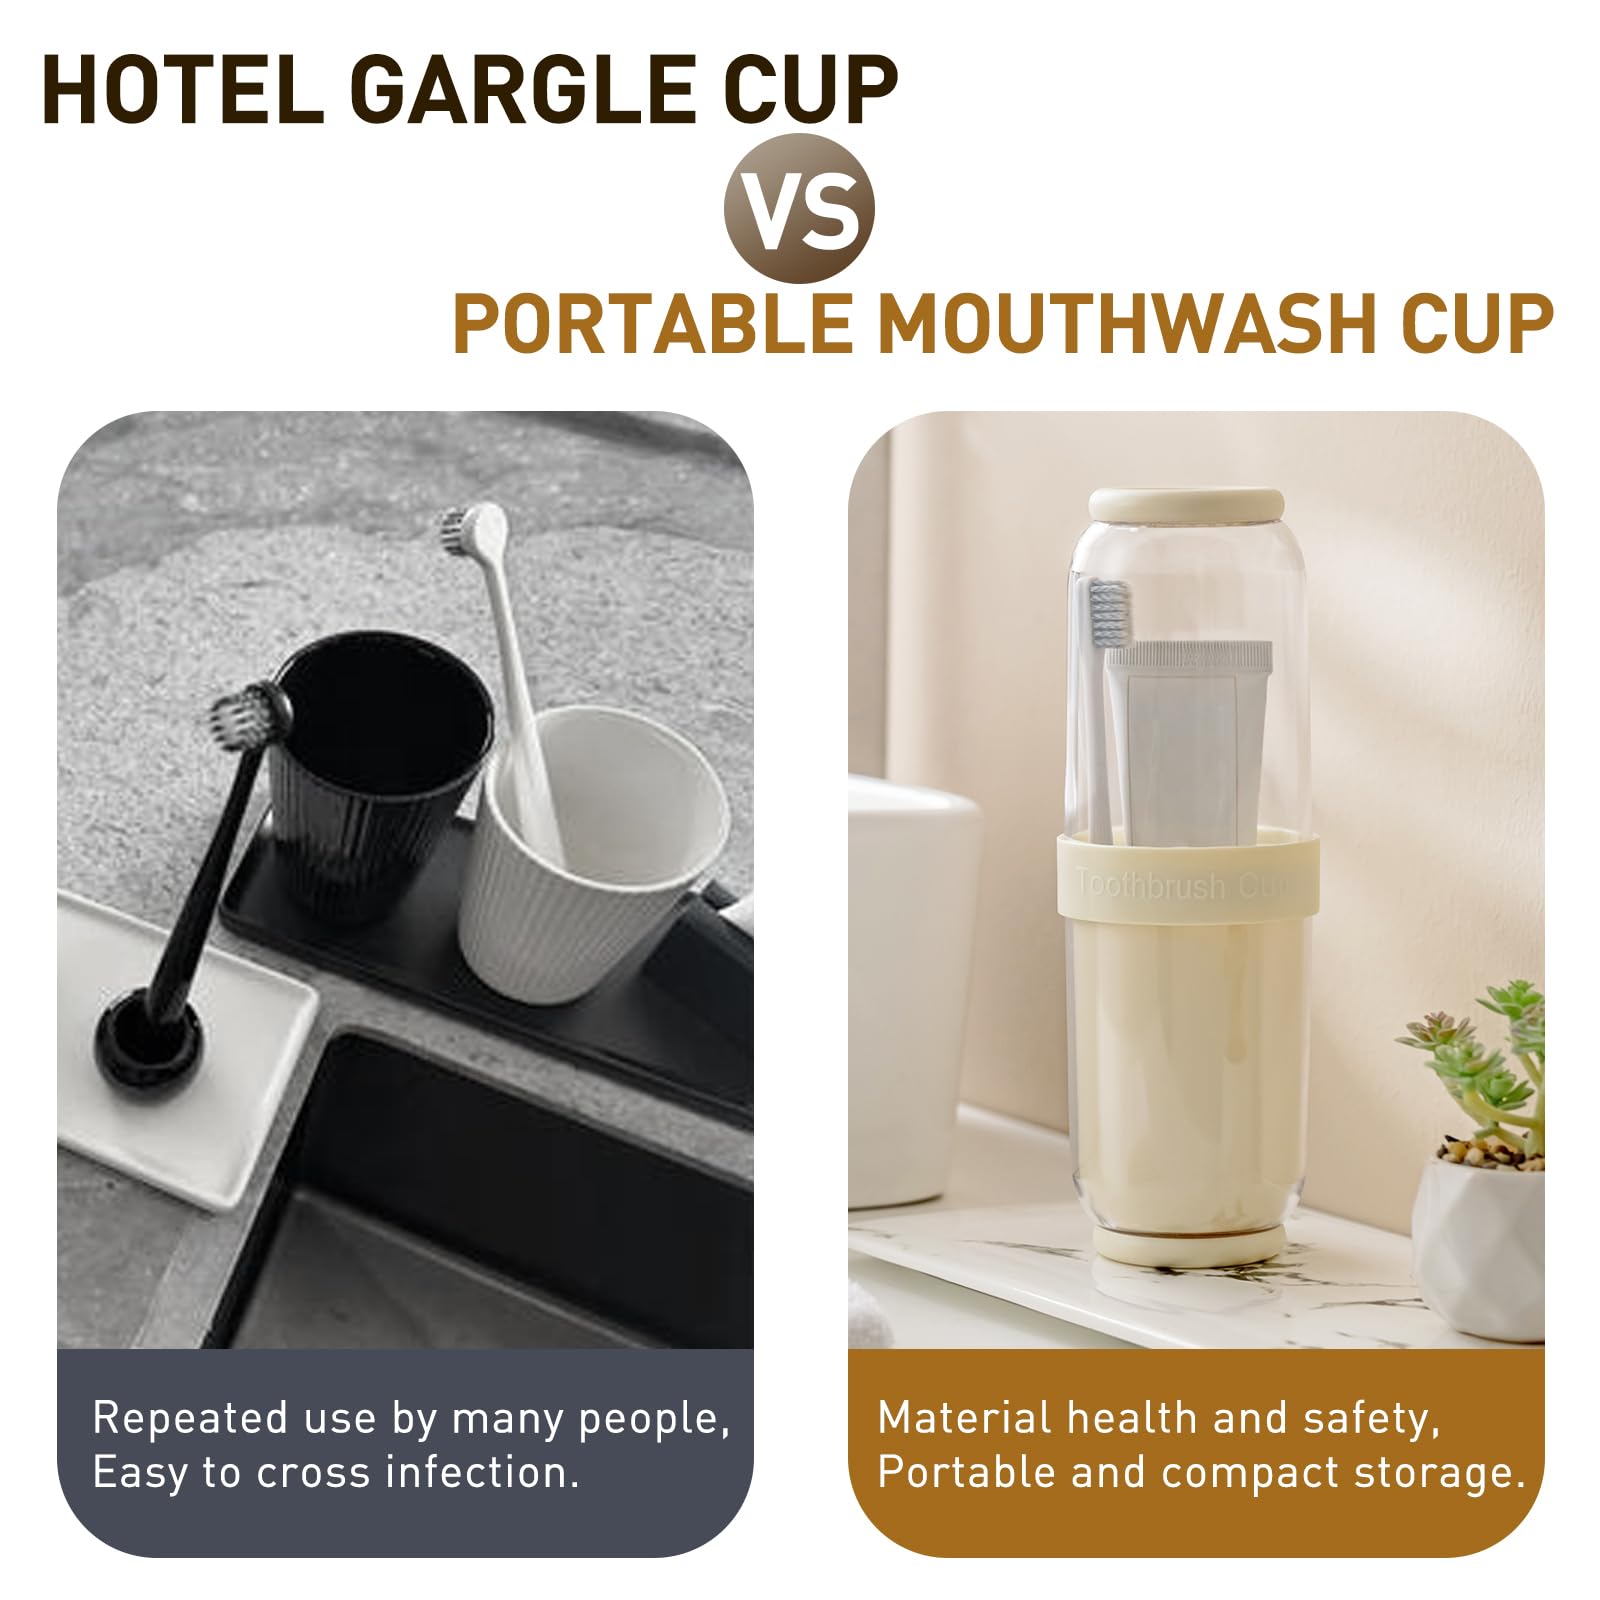 HOTEL GARGLE CUP
VS
PORTABLE MOUTHWASH CUP
Toothbrush Cup
Repeated use by many people,
Easy to cross infection.
Material health and safety,
Portable and compact storage.